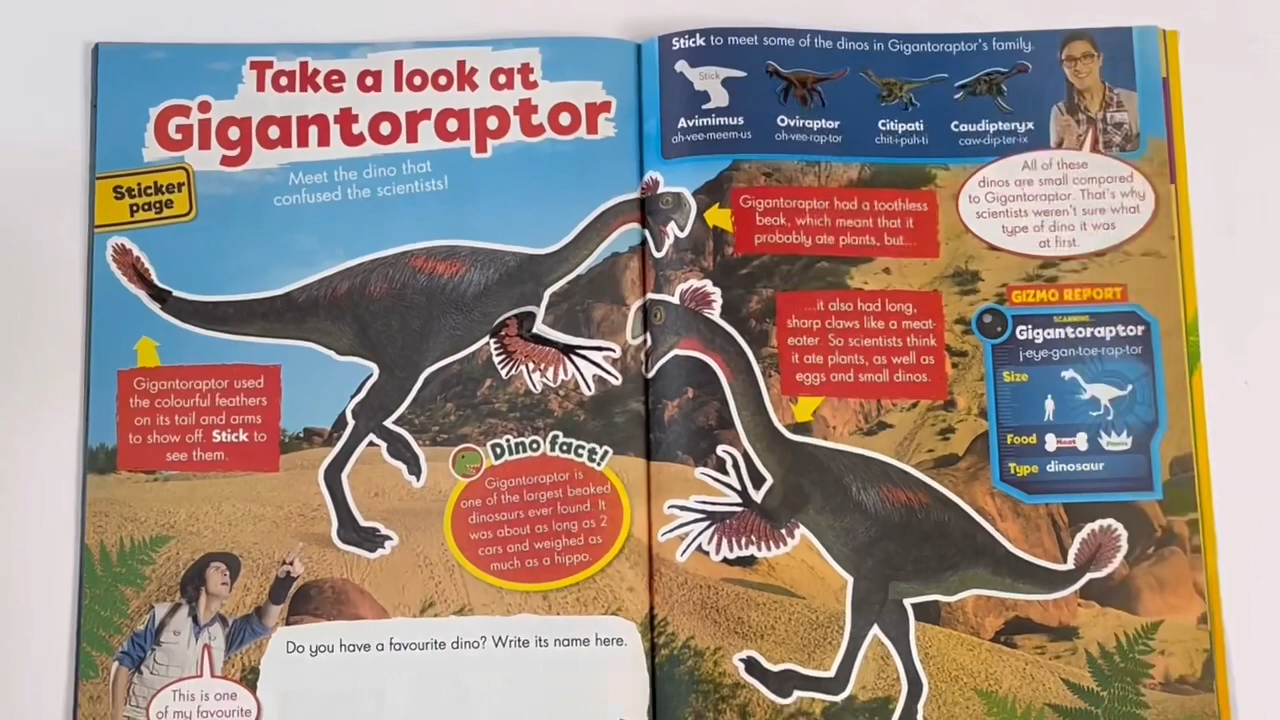 Take a look at
Gigantoraptor
Meet the dino that
confused the scientists!
Sticker
page
Gigantoraptor used
the colourful feathers
on its tail and arms
to show off. Stick to
see them.
Dino fact!
Gigantoraptor is
one of the largest beaked
dinosaurs ever found. It
was about as long as 2
cars and weighed as
much as a hippo.
Do you have a favourite dino? Write its name here.
This is one
of my favourite
Stick to meet some of the dinos in Gigantoraptor's family.
Stick
Avimimus
ah-vee-meem-us
Oviraptor
oh-vee-rap-tor
Citipati
chit-i-puh-ti
Caudipteryx
caw-dip-ter-ix
All of these
dinos are small compared
to Gigantoraptor. That's why
scientists weren't sure what
type of dino it was
at first.
Gigantoraptor had a toothless
beak, which meant that it
probably ate plants, but...
...it also had long,
sharp claws like a meat-
eater. So scientists think
it ate plants, as well as
eggs and small dinos.
GIZMO REPORT
SCANNING...
Gigantoraptor
j-eye-gan-toe-rap-tor
Size
Food Meat Plants
Type dinosaur